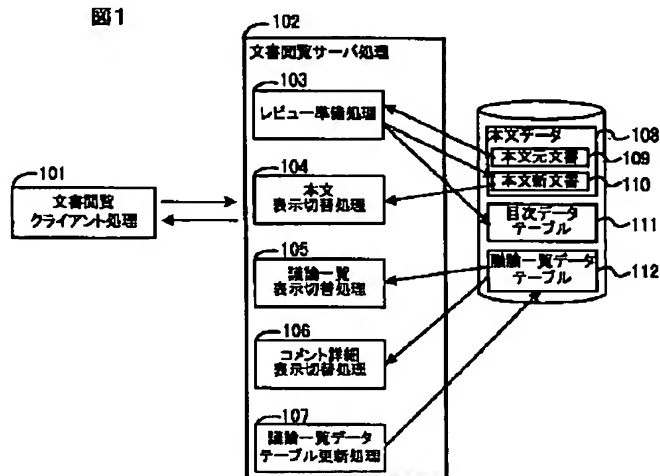 図1
102
文書閲覧サーバ処理
103
レビュー準備処理
104
本文
表示切替処理
105
議論一覧
表示切替処理
106
コメント詳細
表示切替処理
107
議論一覧データ
テーブル更新処理
101
文書閲覧
クライアント処理
本文データ
108
本文元文書
109
本文新文書
110
目次データ
テーブル
111
議論一覧データ
テーブル
112